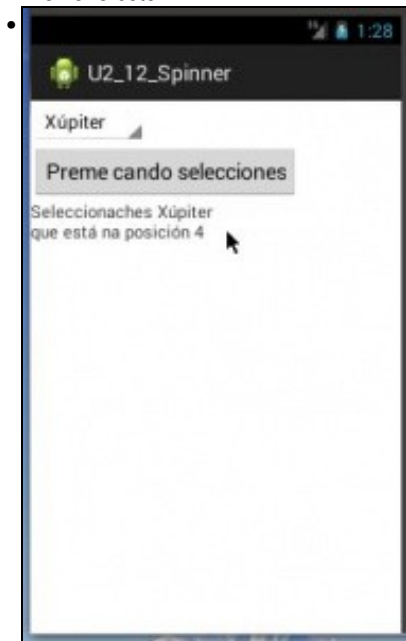 1:28
U2_12_Spinner
Xúpiter
Preme cando selecciones
Seleccionaches Xúpiter
que está na posición 4